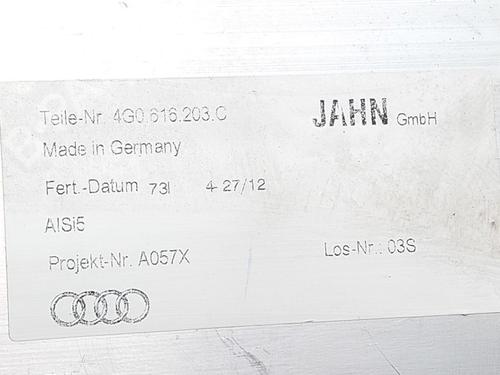 Teile-Nr. 4G0.616.203.C
JAHN GmbH
Made in Germany
Fert.-Datum 73I 4 27/12
AlSi5
Projekt-Nr. A057X
Los-Nr.: 03S